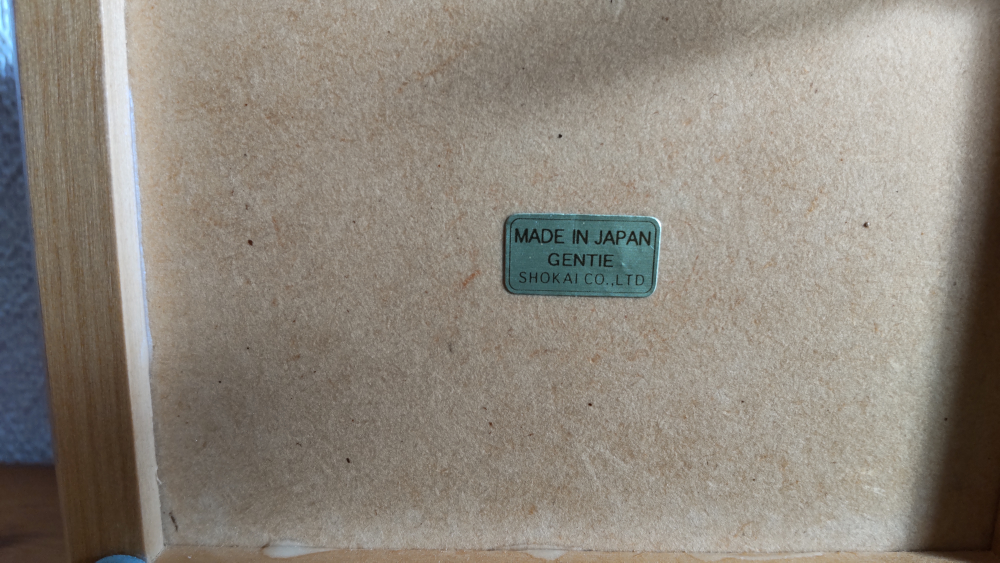 MADE IN JAPAN
GENTIE
SHOKAI CO.,LTD